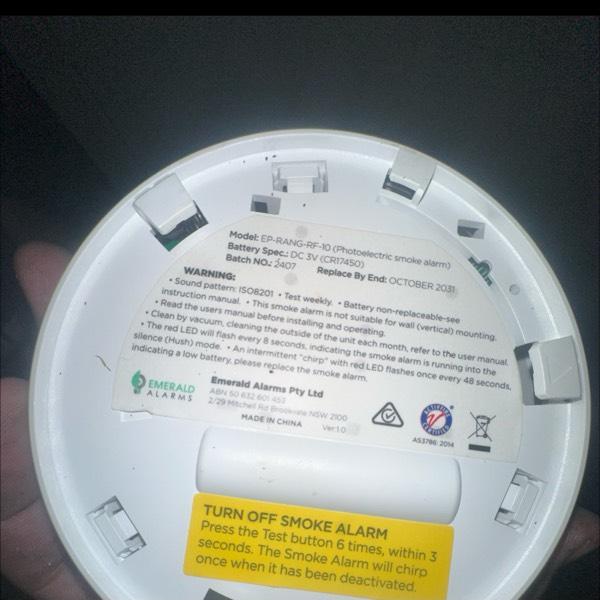 Model: EP-RANG-RF-10 (Photoelectric smoke alarm)
Battery Spec.: DC 3V (CR17450)
Batch NO.: 2407 Replace By End: OCTOBER 2031
WARNING:
• Sound pattern: ISO8201 • Test weekly. • Battery non-replaceable-see
instruction manual. • This smoke alarm is not suitable for wall (vertical) mounting.
• Read the users manual before installing and operating.
• Clean by vacuum, cleaning outside of the unit each month, refer to the user manual.
• The red LED will flash every 8 seconds, indicating the smoke alarm is running into the
silence (Hush) mode. • An intermittent "chirp" with red LED flashes once every 48 seconds,
indicating a low battery, please replace the smoke alarm.
EMERALD
ALARMS
Emerald Alarms Pty Ltd
ABN 50 632 601 453
2/29 Mitchell Rd Brookvale NSW 2100
MADE IN CHINA Ver:1.0
AS3786: 2014
TURN OFF SMOKE ALARM
Press the Test button 6 times, within 3
seconds. The Smoke Alarm will chirp
once when it has been deactivated.